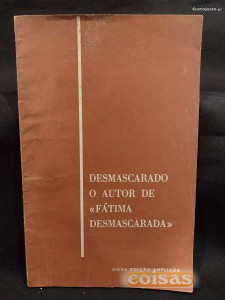 DESMASCARADO
O AUTOR DE
«FÁTIMA
DESMASCARADA»
NOVA EDIÇÃO AMPLIADA
coisas